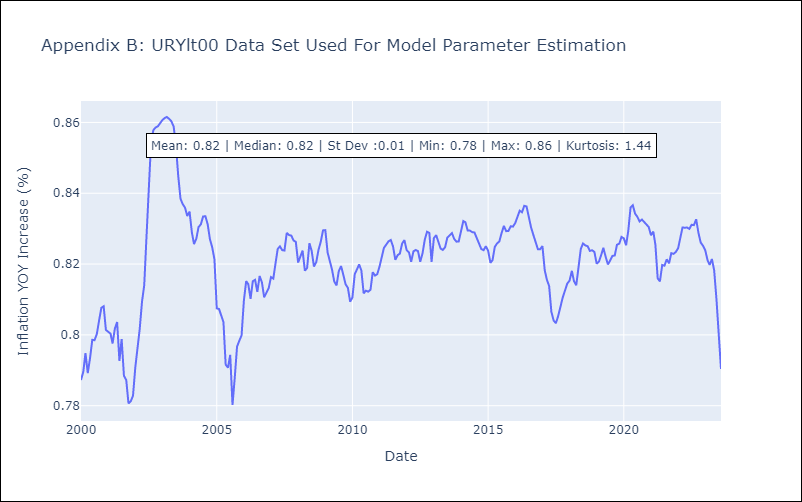 Appendix B: URYlt00 Data Set Used For Model Parameter Estimation
Mean: 0.82 | Median: 0.82 | St Dev :0.01 | Min: 0.78 | Max: 0.86 | Kurtosis: 1.44
Inflation YOY Increase (%)
0.86
0.84
0.82
0.8
0.78
2000
2005
2010
2015
2020
Date